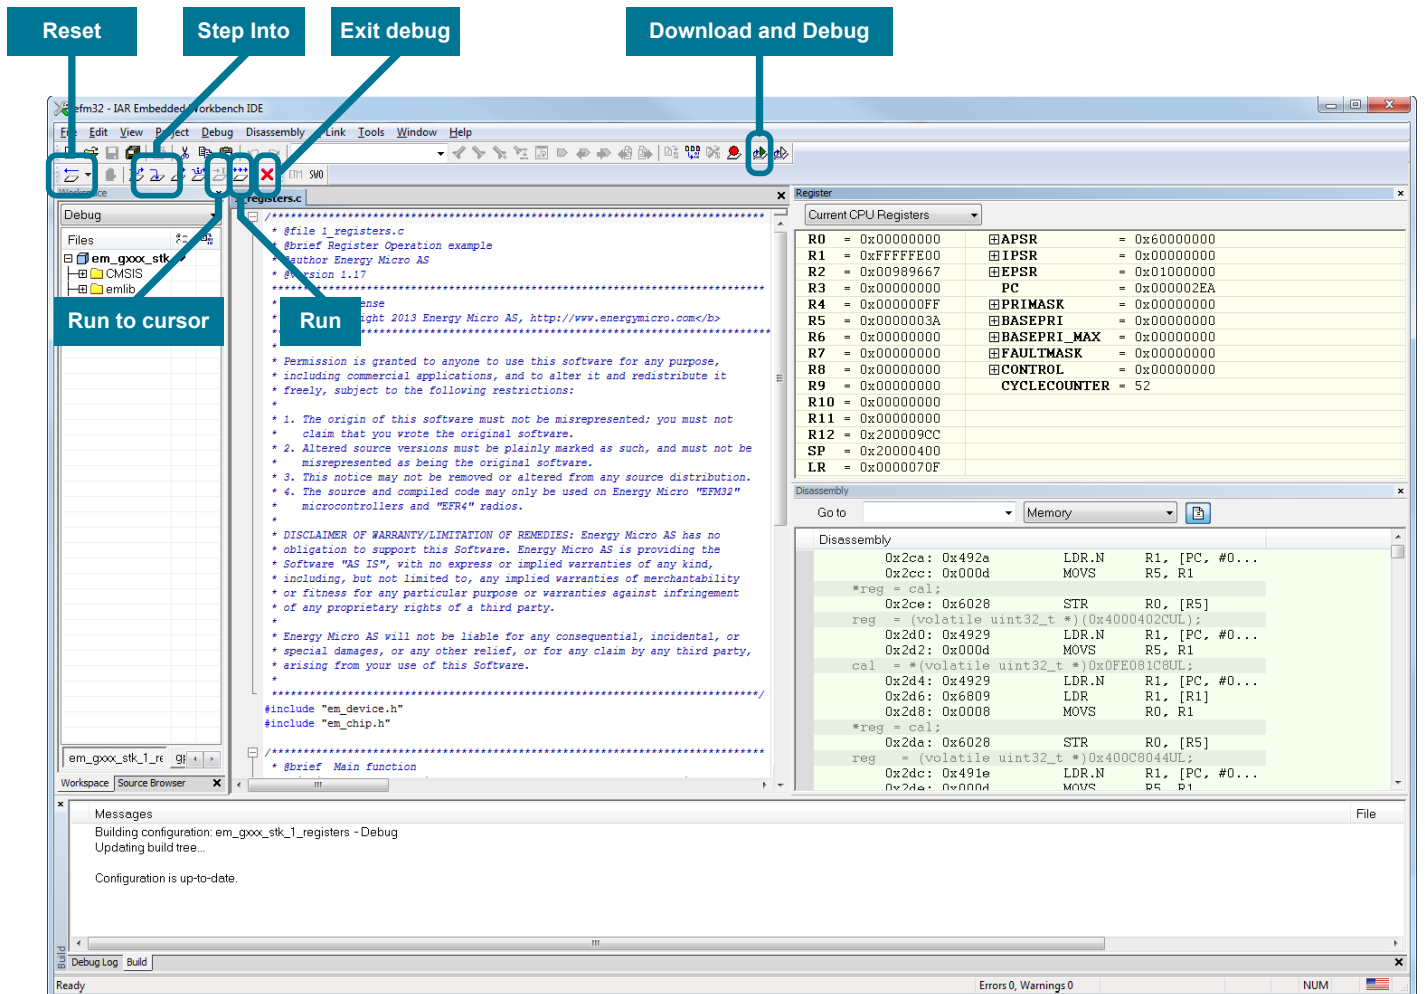 Reset
Step Into
Exit debug
Download and Debug
efm32 - IAR Embedded Workbench IDE
File Edit View Project Debug Disassembly Link Tools Window Help
ETM SWO
Workspace
Debug
Files
em_gxxx_stk
CMSIS
emlib
Run to cursor
Run
registers.c
/******************************************************************************
* @file 1_registers.c
* @brief Register Operation example
* @author Energy Micro AS
* @version 1.17
******************************************************************************
ense
ight 2013 Energy Micro AS, http://www.energymicro.com</b>
*
* Permission is granted to anyone to use this software for any purpose,
* including commercial applications, and to alter it and redistribute it
* freely, subject to the following restrictions:
*
* 1. The origin of this software must not be misrepresented; you must not
* claim that you wrote the original software.
* 2. Altered source versions must be plainly marked as such, and must not be
* misrepresented as being the original software.
* 3. This notice may not be removed or altered from any source distribution.
* 4. The source and compiled code may only be used on Energy Micro "EFM32"
* microcontrollers and "EFR4" radios.
*
* DISCLAIMER OF WARRANTY/LIMITATION OF REMEDIES: Energy Micro AS has no
* obligation to support this Software. Energy Micro AS is providing the
* Software "AS IS", with no express or implied warranties of any kind,
* including, but not limited to, any implied warranties of merchantability
* or fitness for any particular purpose or warranties against infringement
* of any proprietary rights of a third party.
*
* Energy Micro AS will not be liable for any consequential, incidental, or
* special damages, or any other relief, or for any claim by any third party,
* arising from your use of this Software.
*
*****************************************************************************/
#include "em_device.h"
#include "em_chip.h"
/******************************************************************************
* @brief Main function
em_gxxx_stk_1_re
Workspace Source Browser
Register
Current CPU Registers
R0 = 0x00000000 APSR = 0x60000000
R1 = 0xFFFFFE00 IPSR = 0x00000000
R2 = 0x00989667 EPSR = 0x01000000
R3 = 0x00000000 PC = 0x000002EA
R4 = 0x000000FF PRIMASK = 0x00000000
R5 = 0x0000003A BASEPRI = 0x00000000
R6 = 0x00000000 BASEPRI_MAX = 0x00000000
R7 = 0x00000000 FAULTMASK = 0x00000000
R8 = 0x00000000 CONTROL = 0x00000000
R9 = 0x00000000 CYCLECOUNTER = 52
R10 = 0x00000000
R11 = 0x00000000
R12 = 0x200009CC
SP = 0x20000400
LR = 0x0000070F
Disassembly
Go to Memory
Disassembly
0x2ca: 0x492a LDR.N R1, [PC, #0...
0x2cc: 0x000d MOVS R5, R1
*reg = cal;
0x2ce: 0x6028 STR R0, [R5]
reg = (volatile uint32_t *)(0x4000402CUL);
0x2d0: 0x4929 LDR.N R1, [PC, #0...
0x2d2: 0x000d MOVS R5, R1
cal = *(volatile uint32_t *)0x0FE081C8UL;
0x2d4: 0x4929 LDR.N R1, [PC, #0...
0x2d6: 0x6809 LDR R1, [R1]
0x2d8: 0x0008 MOVS R0, R1
*reg = cal;
0x2da: 0x6028 STR R0, [R5]
reg = (volatile uint32_t *)0x400C8044UL;
0x2dc: 0x491e LDR.N R1, [PC, #0...
0x2de: 0x000d MOVS R5, R1
Messages File
Building configuration: em_gxxx_stk_1_registers - Debug
Updating build tree...
Configuration is up-to-date.
Build
Debug Log Build
Ready Errors 0, Warnings 0 NUM